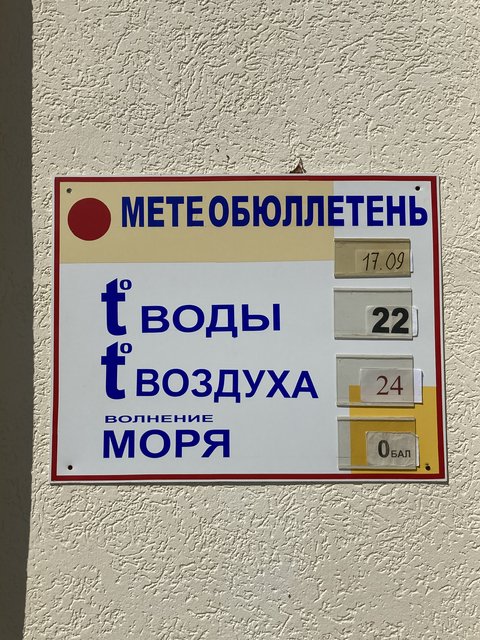 МЕТЕОБЮЛЛЕТЕНЬ
17.09
t° ВОДЫ 22
t° ВОЗДУХА 24
ВОЛНЕНИЕ
МОРЯ 0 БАЛ